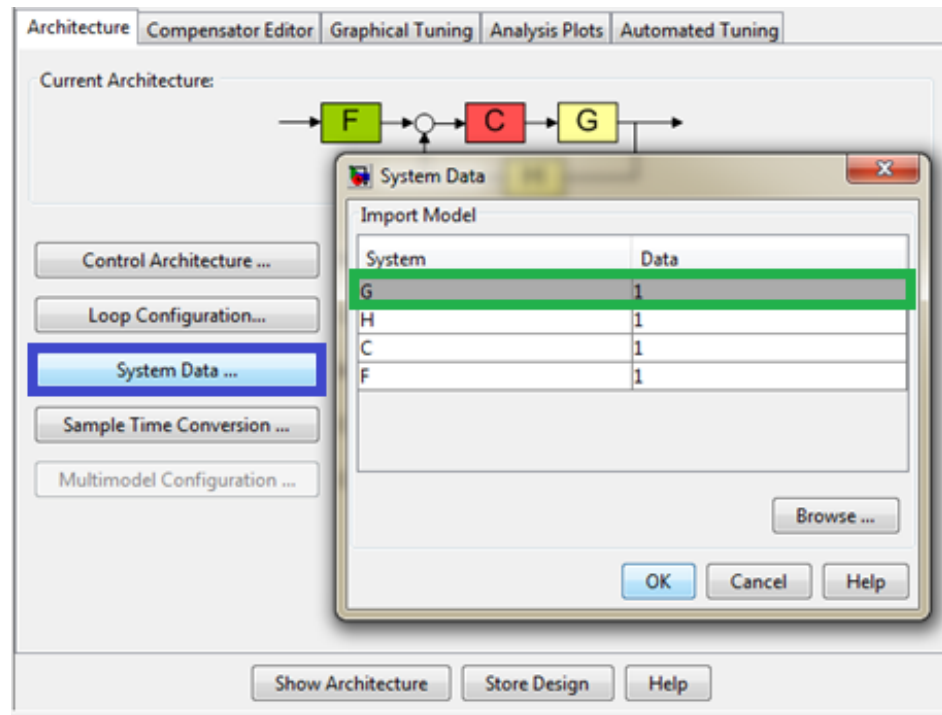 Architecture Compensator Editor Graphical Tuning Analysis Plots Automated Tuning
Current Architecture:
F C G
H
System Data
Import Model
System Data
G 1
H 1
C 1
F 1
Control Architecture ...
Loop Configuration...
System Data ...
Sample Time Conversion ...
Multimodel Configuration ...
Browse ...
OK Cancel Help
Show Architecture Store Design Help